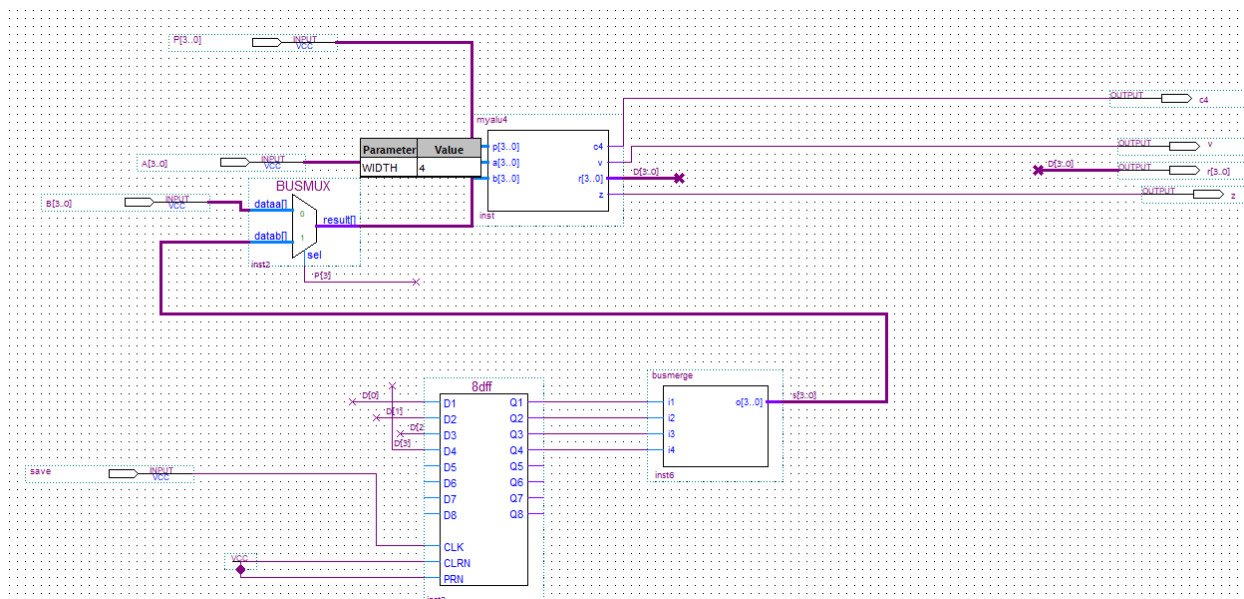 P[3..0] INPUT VCC
A[3..0] INPUT VCC
B[3..0] INPUT VCC
Parameter Value
WIDTH 4
myalu4
p[3..0] c4
a[3..0] v
b[3..0] r[3..0]
z
inst
D[3..0]
OUTPUT c4
OUTPUT v
D[3..0] OUTPUT r[3..0]
OUTPUT z
BUSMUX
dataa[] 0
result[]
datab[] 1
sel
inst2
P[3]
8dff
D[0] D1 Q1
D[1] D2 Q2
D[2 D3 Q3
D[3] D4 Q4
D5 Q5
D6 Q6
D7 Q7
D8 Q8
CLK
CLRN
PRN
save INPUT VCC
VCC
busmerge
i1 o[3..0]
i2
i3
i4
inst6
s[3..0]